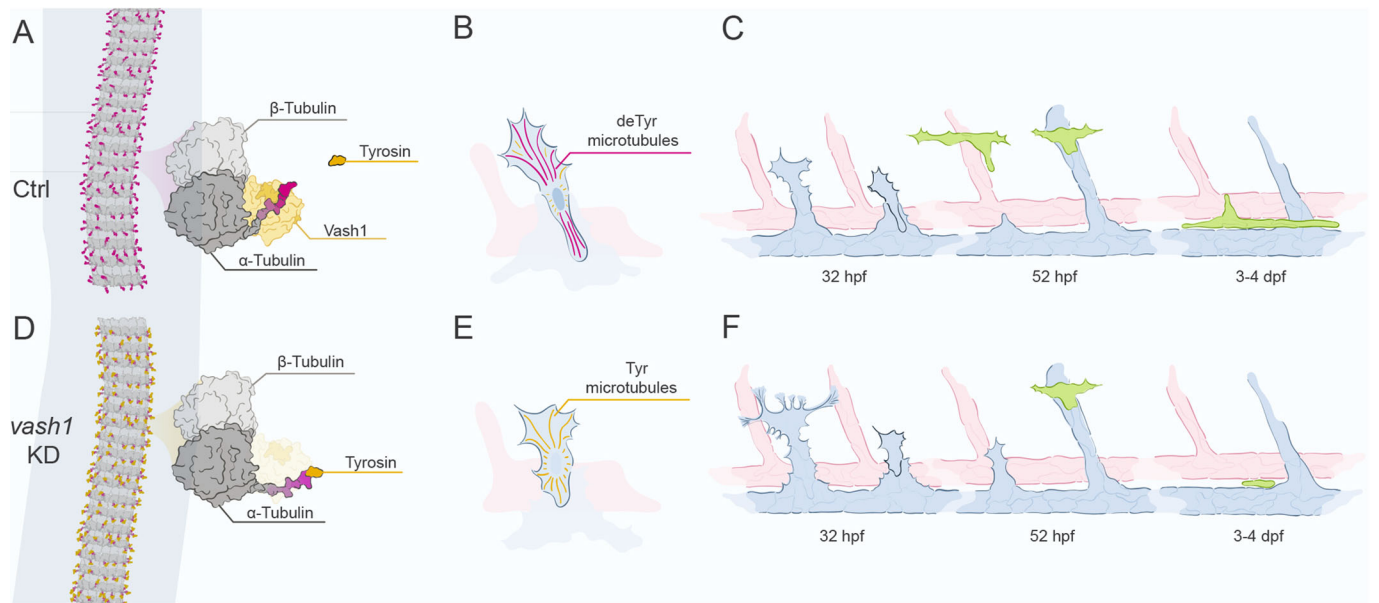 A
β-Tubulin
Tyrosin
Ctrl
Vash1
α-Tubulin
B
deTyr
microtubules
C
32 hpf
52 hpf
3-4 dpf
D
β-Tubulin
vash1
KD
Tyrosin
α-Tubulin
E
Tyr
microtubules
F
32 hpf
52 hpf
3-4 dpf